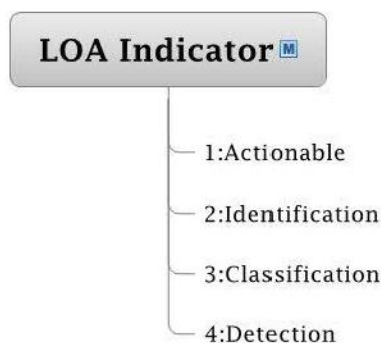 LOA Indicator M
1:Actionable
2:Identification
3:Classification
4:Detection